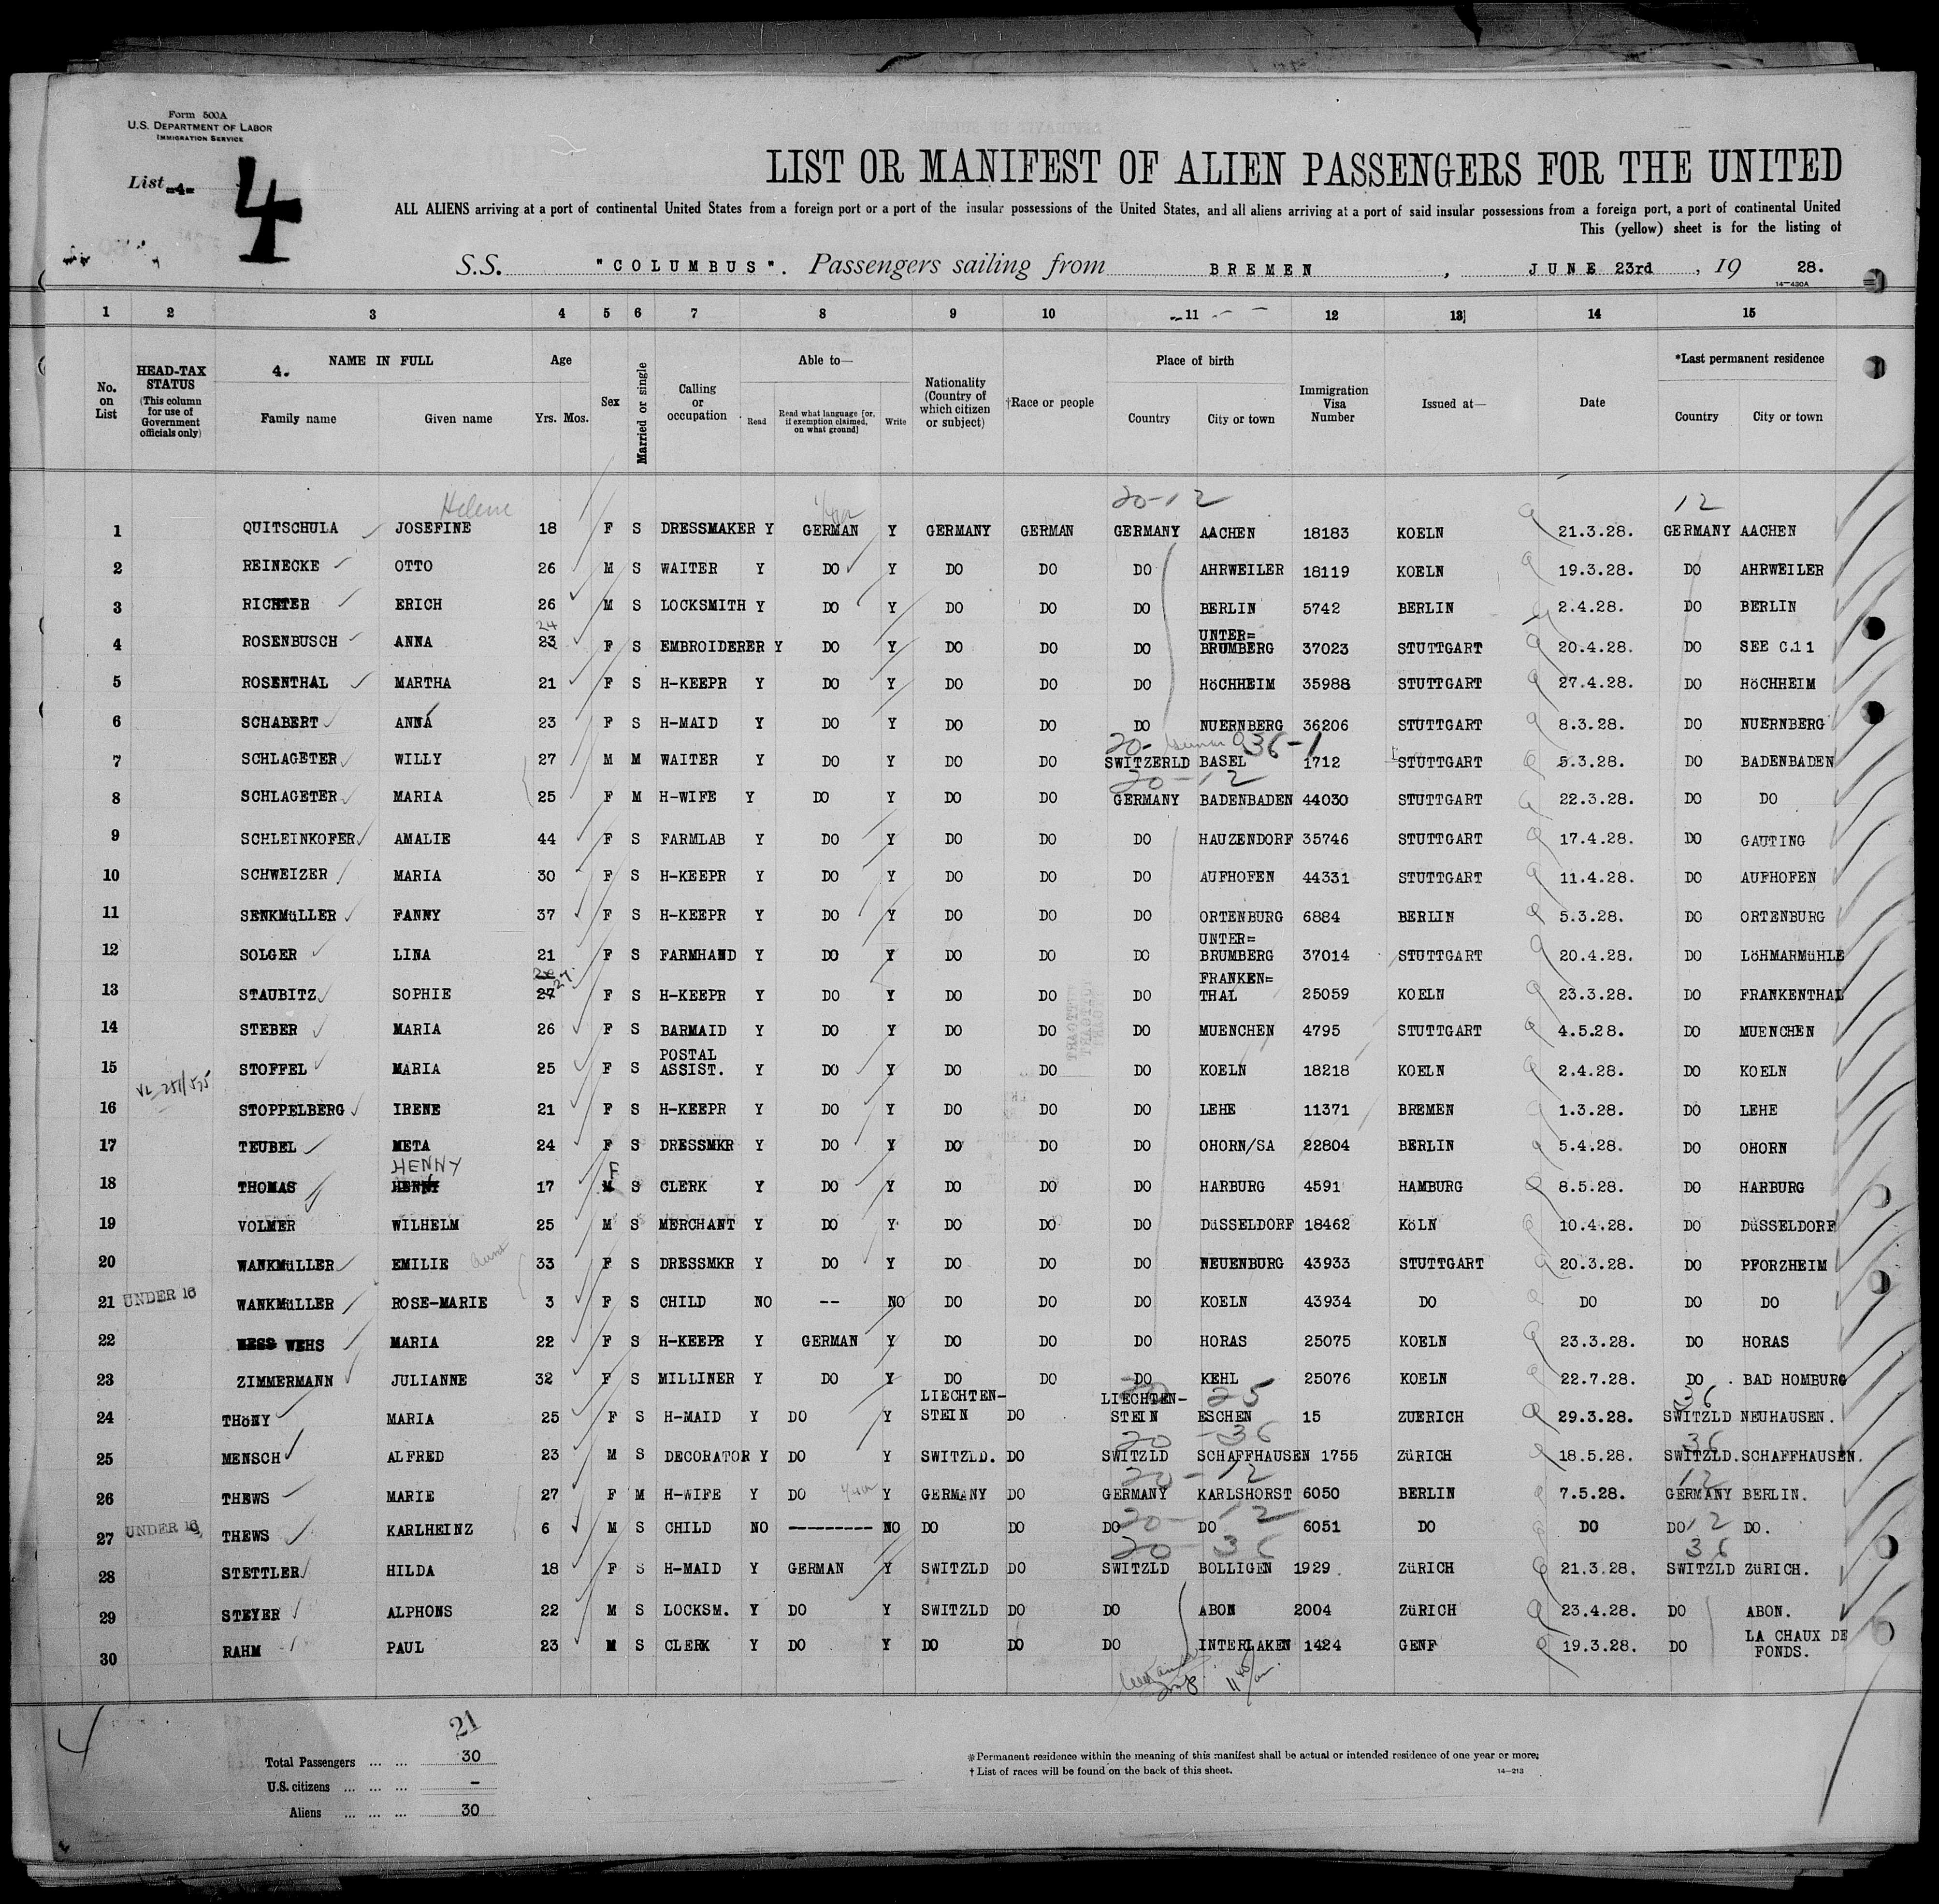 Form 500A
U.S. DEPARTMENT OF LABOR
IMMIGRATION SERVICE
List -4-
4
LIST OR MANIFEST OF ALIEN PASSENGERS FOR THE UNITED
ALL ALIENS arriving at a port of continental United States from a foreign port or a port of the insular possessions of the United States, and all aliens arriving at a port of said insular possessions from a foreign port, a port of continental United
This (yellow) sheet is for the listing of
S.S. "COLUMBUS". Passengers sailing from BREMEN, JUNE 23rd, 19 28.
14-430A
1 2 3 4 5 6 7 8 9 10 11 12 13 14 15
No. on List
HEAD-TAX STATUS (This column for use of Government officials only)
4. NAME IN FULL
Family name Given name
Age
Yrs. Mos.
Sex
Married or single
Calling or occupation
Able to—
Read
Read what language [or, if exemption claimed, on what ground]
Write
Nationality (Country of which citizen or subject)
†Race or people
Place of birth
Country City or town
Immigration Visa Number
Issued at—
Date
*Last permanent residence
Country City or town
Helene 20-12 12
1 QUITSCHULA JOSEFINE 18 F S DRESSMAKER Y GERMAN Y GERMANY GERMAN GERMANY AACHEN 18183 KOELN 21.3.28. GERMANY AACHEN
2 REINECKE OTTO 26 M S WAITER Y DO Y DO DO DO AHRWEILER 18119 KOELN 19.3.28. DO AHRWEILER
3 RICHTER ERICH 26 M S LOCKSMITH Y DO Y DO DO DO BERLIN 5742 BERLIN 2.4.28. DO BERLIN
24
4 ROSENBUSCH ANNA 23 F S EMBROIDERER Y DO Y DO DO DO UNTER= BRUMBERG 37023 STUTTGART 20.4.28. DO SEE C.11
5 ROSENTHAL MARTHA 21 F S H-KEEPR Y DO Y DO DO DO HöCHHEIM 35988 STUTTGART 27.4.28. DO HöCHHEIM
6 SCHABERT ANNA 23 F S H-MAID Y DO Y DO DO DO NUERNBERG 36206 STUTTGART 8.3.28. DO NUERNBERG
20- 36-1
7 SCHLAGETER WILLY 27 M M WAITER Y DO Y DO DO SWITZERLD BASEL 1712 STUTTGART 5.3.28. DO BADENBADEN
20-12
8 SCHLAGETER MARIA 25 F M H-WIFE Y DO Y DO DO GERMANY BADENBADEN 44030 STUTTGART 22.3.28. DO DO
9 SCHLEINKOFER AMALIE 44 F S FARMLAB Y DO Y DO DO DO HAUZENDORF 35746 STUTTGART 17.4.28. DO GAUTING
10 SCHWEIZER MARIA 30 F S H-KEEPR Y DO Y DO DO DO AUFHOFEN 44331 STUTTGART 11.4.28. DO AUFHOFEN
11 SENKMüLLER FANNY 37 F S H-KEEPR Y DO Y DO DO DO ORTENBURG 6884 BERLIN 5.3.28. DO ORTENBURG
12 SOLGER LINA 21 F S FARMHAND Y DO Y DO DO DO UNTER= BRUMBERG 37014 STUTTGART 20.4.28. DO LöHMARMüHLE
13 STAUBITZ SOPHIE 27 27 F S H-KEEPR Y DO Y DO DO DO FRANKEN= THAL 25059 KOELN 23.3.28. DO FRANKENTHAL
14 STEBER MARIA 26 F S BARMAID Y DO Y DO DO DO MUENCHEN 4795 STUTTGART 4.5.28. DO MUENCHEN
15 STOFFEL MARIA 25 F S POSTAL ASSIST. Y DO Y DO DO DO KOELN 18218 KOELN 2.4.28. DO KOELN
16 STOPPELBERG IRENE 21 F S H-KEEPR Y DO Y DO DO DO LEHE 11371 BREMEN 1.3.28. DO LEHE
17 TEUBEL META 24 F S DRESSMKR Y DO Y DO DO DO OHORN/SA 22804 BERLIN 5.4.28. DO OHORN
HENNY F
18 THOMAS HENNY 17 M S CLERK Y DO Y DO DO DO HARBURG 4591 HAMBURG 8.5.28. DO HARBURG
19 VOLMER WILHELM 25 M S MERCHANT Y DO Y DO DO DO DüSSELDORF 18462 KöLN 10.4.28. DO DüSSELDORF
20 WANKMüLLER EMILIE Aunt 33 F S DRESSMKR Y DO Y DO DO DO NEUENBURG 43933 STUTTGART 20.3.28. DO PFORZHEIM
21 UNDER 16 WANKMüLLER ROSE-MARIE 3 F S CHILD NO -- NO DO DO DO KOELN 43934 DO DO DO DO
22 WESS WEHS MARIA 22 F S H-KEEPR Y GERMAN Y DO DO DO HORAS 25075 KOELN 23.3.28. DO HORAS
23 ZIMMERMANN JULIANNE 32 F S MILLINER Y DO Y DO DO DO KEHL 25076 KOELN 22.7.28. DO BAD HOMBURG
20 25 36
24 THöNY MARIA 25 F S H-MAID Y DO Y LIECHTEN- STEIN DO LIECHTEN- STEIN ESCHEN 15 ZUERICH 29.3.28. SWITZLD NEUHAUSEN.
20 -36 36
25 MENSCH ALFRED 23 M S DECORATOR Y DO Y SWITZLD. DO SWITZLD SCHAFFHAUSEN 1755 ZüRICH 18.5.28. SWITZLD. SCHAFFHAUSEN.
20-12 12
26 THEWS MARIE 27 F M H-WIFE Y DO Y GERMANY DO GERMANY KARLSHORST 6050 BERLIN 7.5.28. GERMANY BERLIN.
20-12 12
27 UNDER 16 THEWS KARLHEINZ 6 M S CHILD NO --------- NO DO DO DO DO 6051 DO DO DO DO.
20 36 36
28 STETTLER HILDA 18 F S H-MAID Y GERMAN Y SWITZLD DO SWITZLD BOLLIGEN 1929. ZüRICH 21.3.28. SWITZLD ZüRICH.
29 STEYER ALPHONS 22 M S LOCKSM. Y DO Y SWITZLD DO DO ABON 2004 ZüRICH 23.4.28. DO ABON.
30 RAHM PAUL 23 M S CLERK Y DO Y DO DO DO INTERLAKEN 1424 GENF 19.3.28. DO LA CHAUX DE FONDS.
4
21
Total Passengers ... ... 30
U.S. citizens ... ... ... -
Aliens ... ... ... 30
*Permanent residence within the meaning of this manifest shall be actual or intended residence of one year or more.
†List of races will be found on the back of this sheet. 14-213